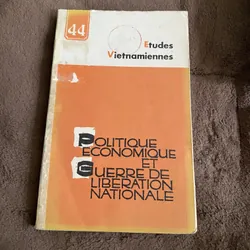 44
Etudes
Vietnamiennes
POLITIQUE
ECONOMIQUE
ET
GUERRE DE
LIBERATION
NATIONALE